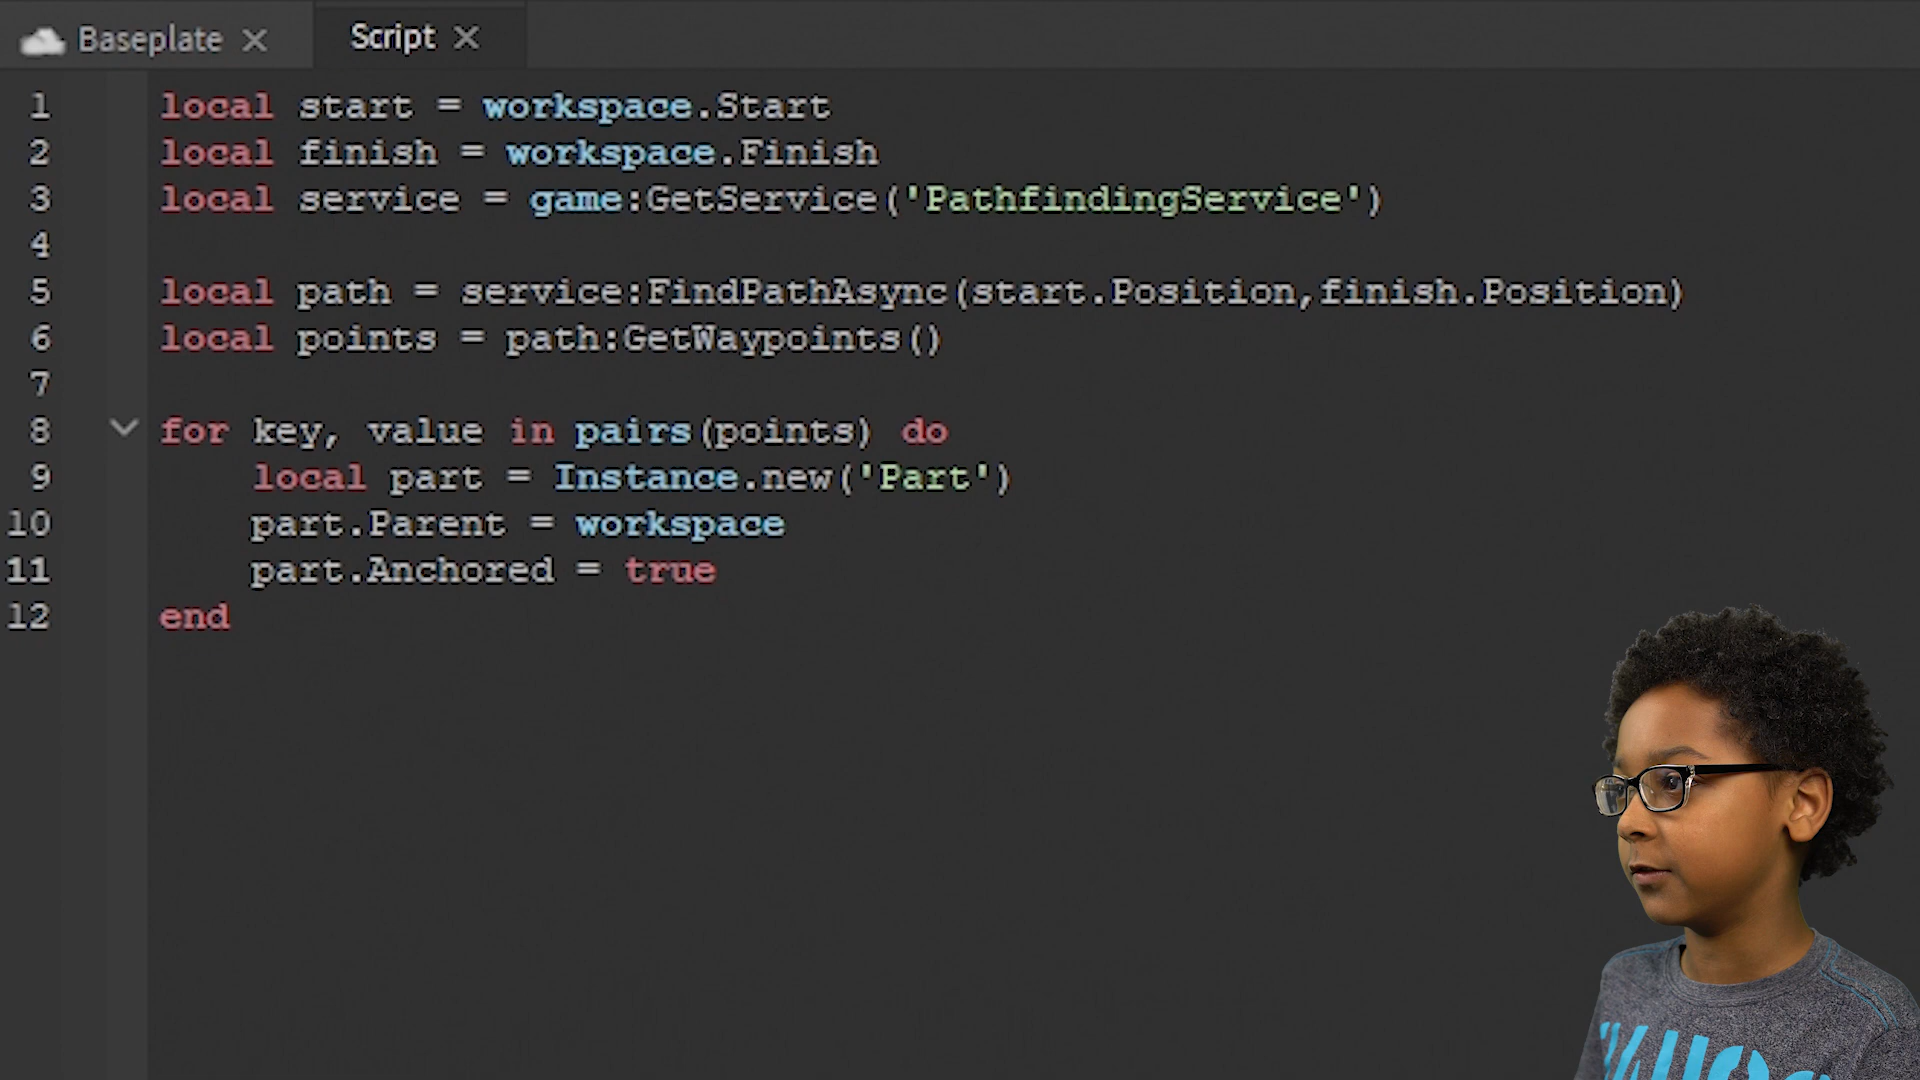 Baseplate Script
1 local start = workspace.Start
2 local finish = workspace.Finish
3 local service = game:GetService('PathfindingService')
4
5 local path = service:FindPathAsync(start.Position,finish.Position)
6 local points = path:GetWaypoints()
7
8 for key, value in pairs(points) do
9 local part = Instance.new('Part')
10 part.Parent = workspace
11 part.Anchored = true
12 end